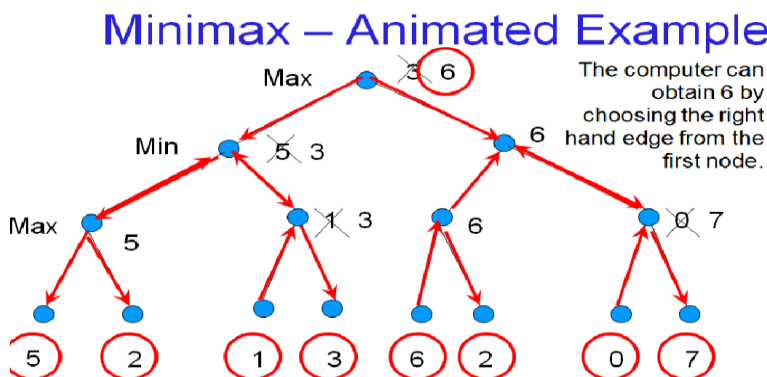 Minimax – Animated Example
Max 3 6
The computer can
obtain 6 by
choosing the right
hand edge from the
first node.
Min 5 3 6
Max 5 1 3 6 0 7
5 2 1 3 6 2 0 7